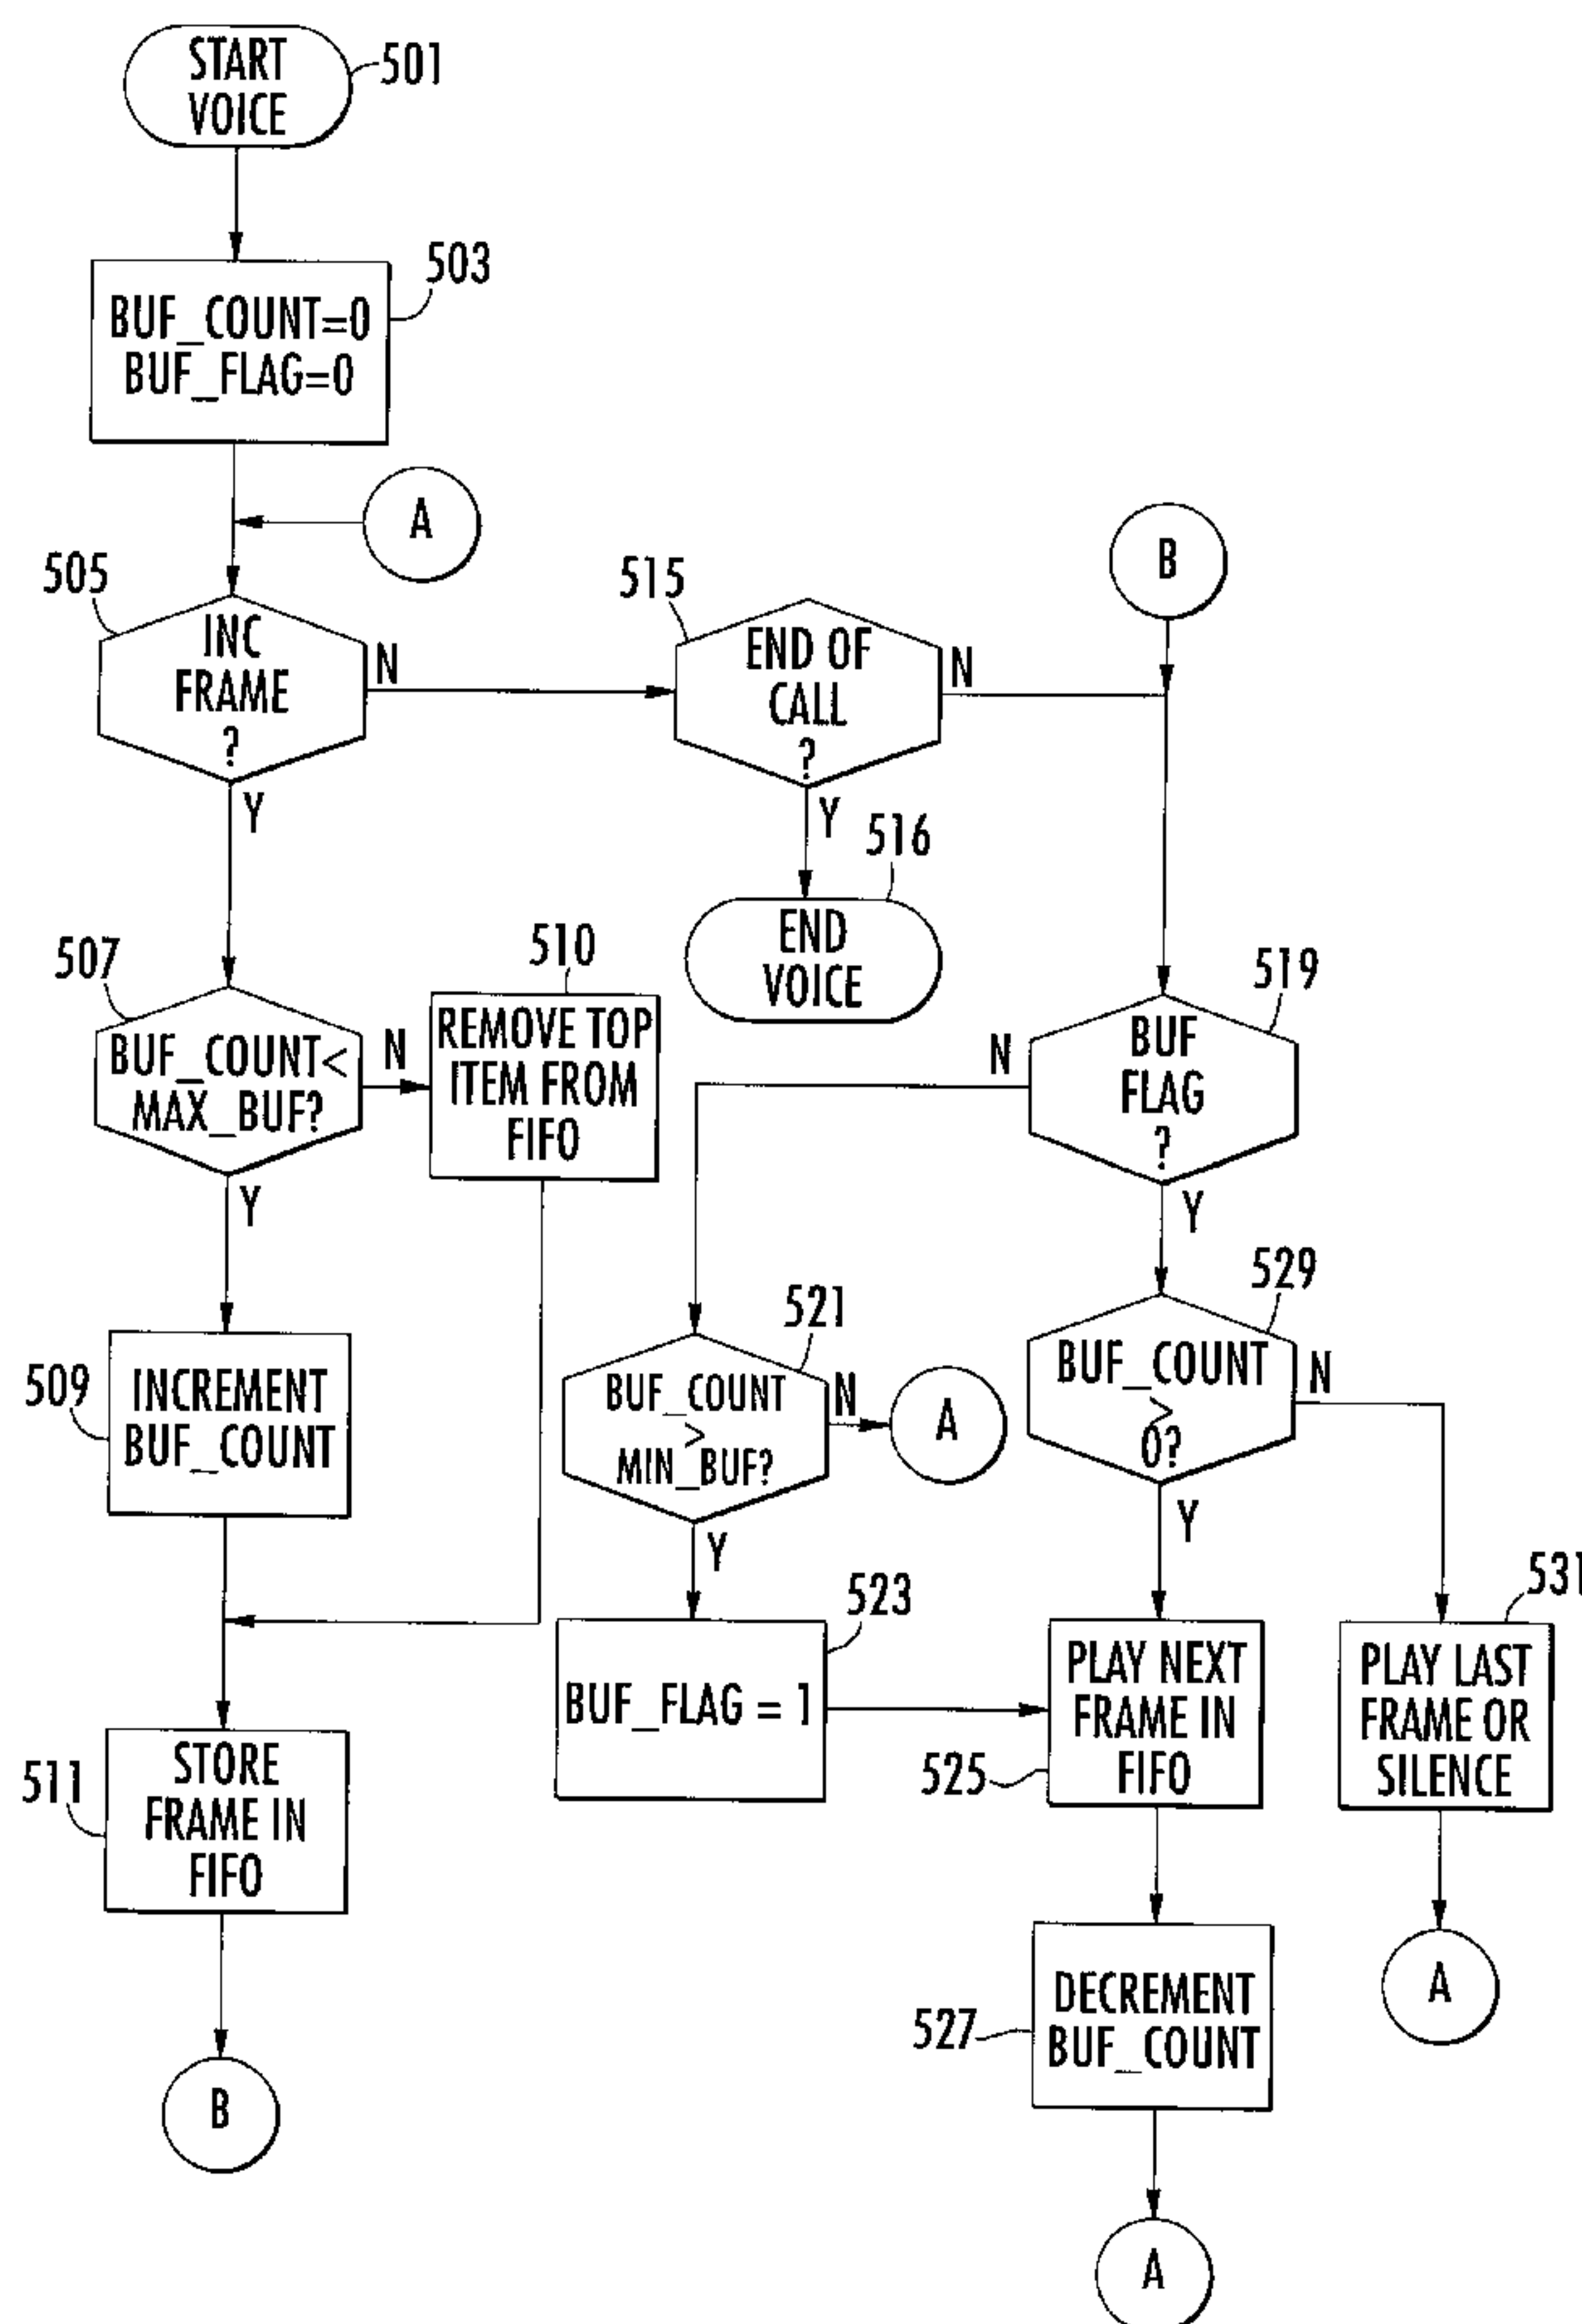 START
VOICE
501
503
BUF_COUNT=0
BUF_FLAG=0
A
B
505
INC
FRAME
?
N
Y
515
END OF
CALL
?
N
Y
516
END
VOICE
507
BUF_COUNT<
MAX_BUF?
N
Y
510
REMOVE TOP
ITEM FROM
FIFO
519
BUF
FLAG
?
N
Y
509
INCREMENT
BUF_COUNT
521
BUF_COUNT
>
MIN_BUF?
N
A
Y
529
BUF_COUNT
>
0?
N
Y
523
BUF_FLAG = 1
525
PLAY NEXT
FRAME IN
FIFO
531
PLAY LAST
FRAME OR
SILENCE
A
511
STORE
FRAME IN
FIFO
B
527
DECREMENT
BUF_COUNT
A